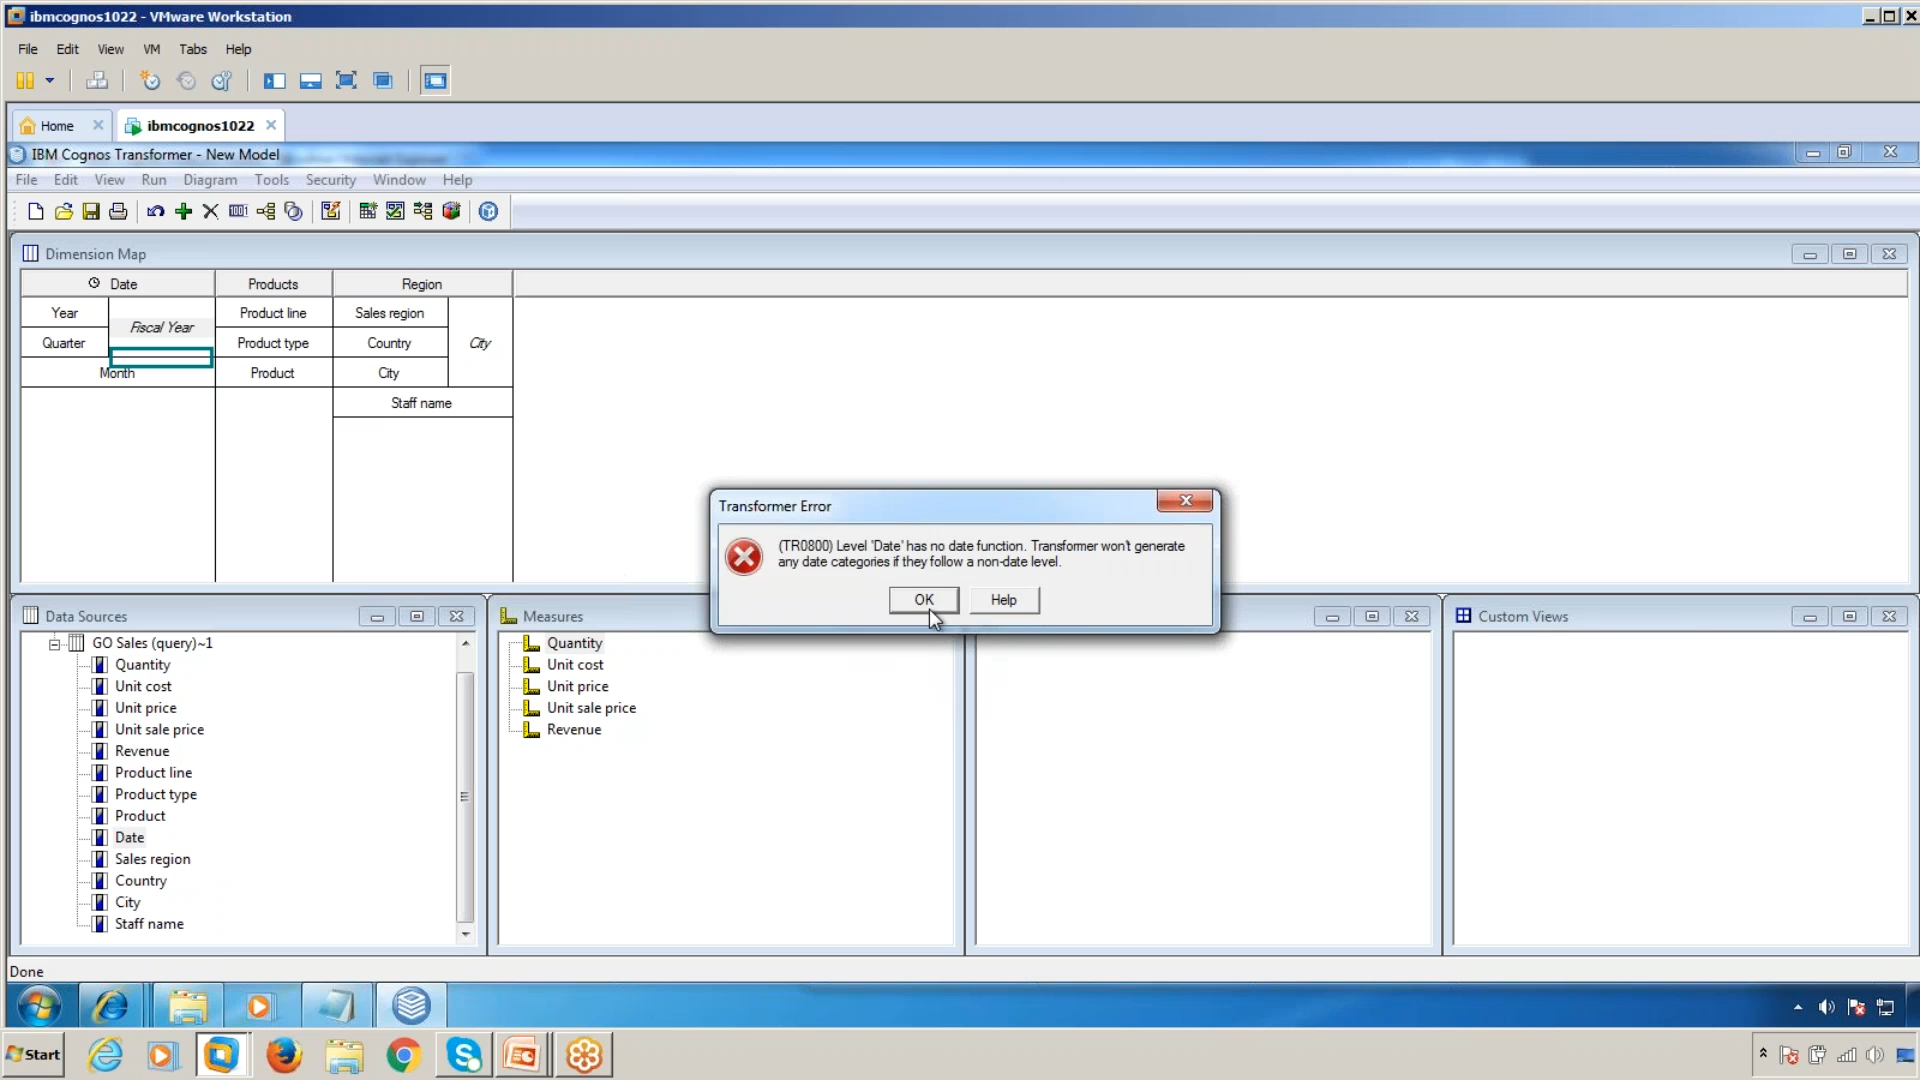 ibmcognos1022 - VMware Workstation
File Edit View VM Tabs Help
Home ibmcognos1022
IBM Cognos Transformer - New Model
File Edit View Run Diagram Tools Security Window Help
Dimension Map
Date Products Region
Year Fiscal Year Product line Sales region
Quarter Product type Country City
Month Product City
Staff name
Transformer Error
(TR0800) Level 'Date' has no date function. Transformer won't generate
any date categories if they follow a non-date level.
OK Help
Data Sources
GO Sales (query)~1
Quantity
Unit cost
Unit price
Unit sale price
Revenue
Product line
Product type
Product
Date
Sales region
Country
City
Staff name
Measures
Quantity
Unit cost
Unit price
Unit sale price
Revenue
Custom Views
Done
Start